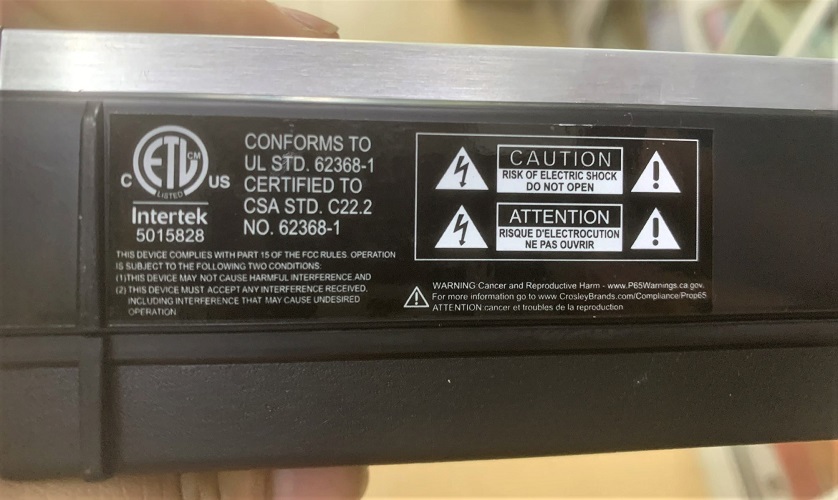 ETL CM
LISTED
C US
Intertek
5015828
CONFORMS TO
UL STD. 62368-1
CERTIFIED TO
CSA STD. C22.2
NO. 62368-1
THIS DEVICE COMPLIES WITH PART 15 OF THE FCC RULES. OPERATION
IS SUBJECT TO THE FOLLOWING TWO CONDITIONS:
(1)THIS DEVICE MAY NOT CAUSE HARMFUL INTERFERENCE AND
(2) THIS DEVICE MUST ACCEPT ANY INTERFERENCE RECEIVED.
INCLUDING INTERFERENCE THAT MAY CAUSE UNDESIRED
OPERATION
CAUTION
RISK OF ELECTRIC SHOCK
DO NOT OPEN
ATTENTION
RISQUE D'ELECTROCUTION
NE PAS OUVRIR
WARNING:Cancer and Reproductive Harm - www.P65Warnings.ca.gov.
For more information go to www.CrosleyBrands.com/Compliance/Prop65
ATTENTION:cancer et troubles de la reproduction